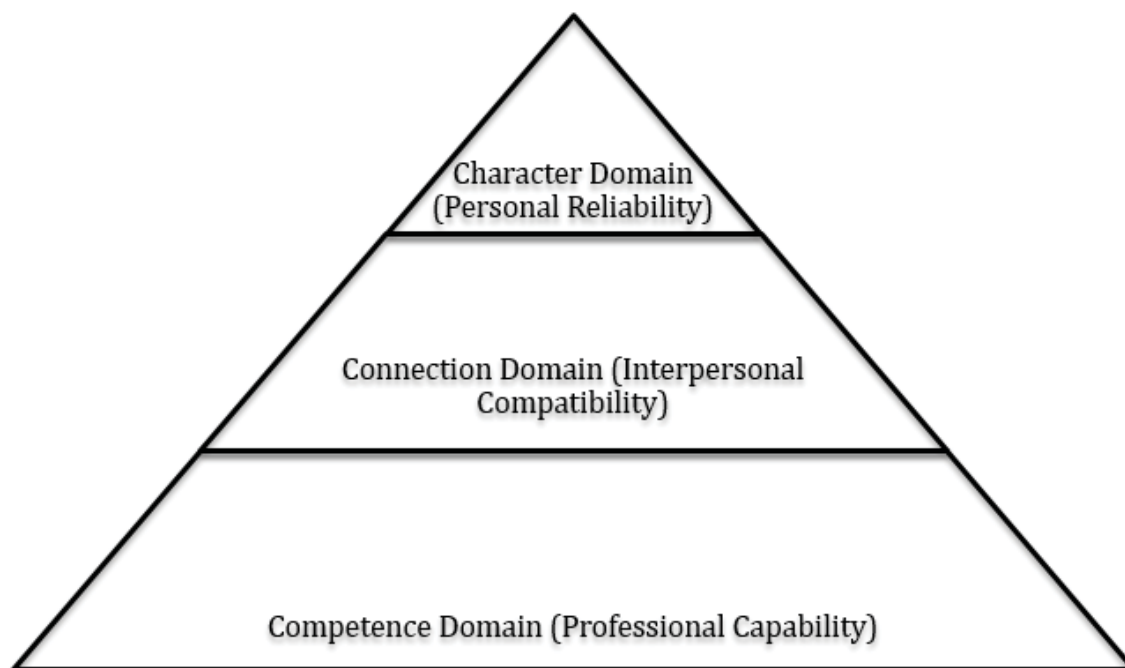 Character Domain
(Personal Reliability)
Connection Domain (Interpersonal
Compatibility)
Competence Domain (Professional Capability)